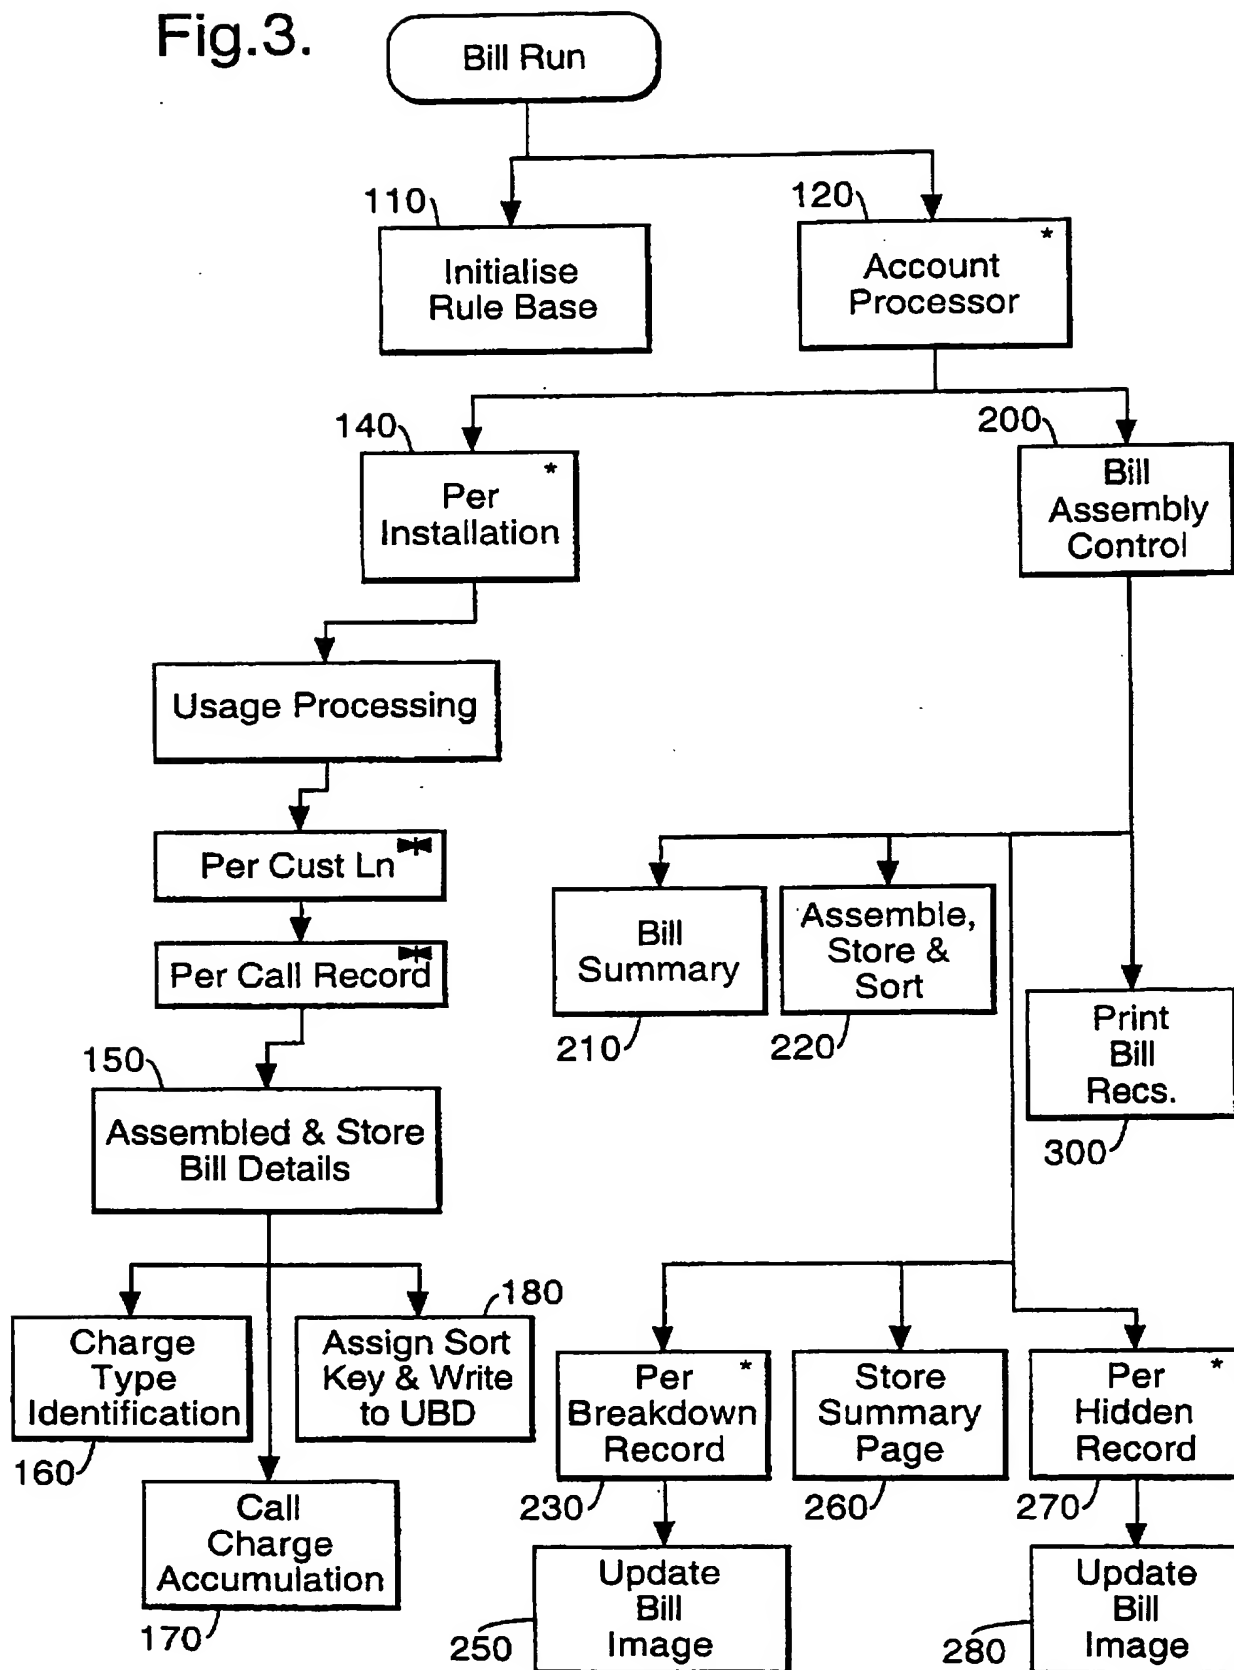 Fig.3.
Bill Run
110
Initialise
Rule Base
120
*
Account
Processor
140
*
Per
Installation
200
Bill
Assembly
Control
Usage Processing
Per Cust Ln
Per Call Record
Bill
Summary
210
Assemble,
Store &
Sort
220
Print
Bill
Recs.
300
150
Assembled & Store
Bill Details
Charge
Type
Identification
160
180
Assign Sort
Key & Write
to UBD
Call
Charge
Accumulation
170
*
Per
Breakdown
Record
230
Store
Summary
Page
260
*
Per
Hidden
Record
270
Update
Bill
Image
250
Update
Bill
Image
280